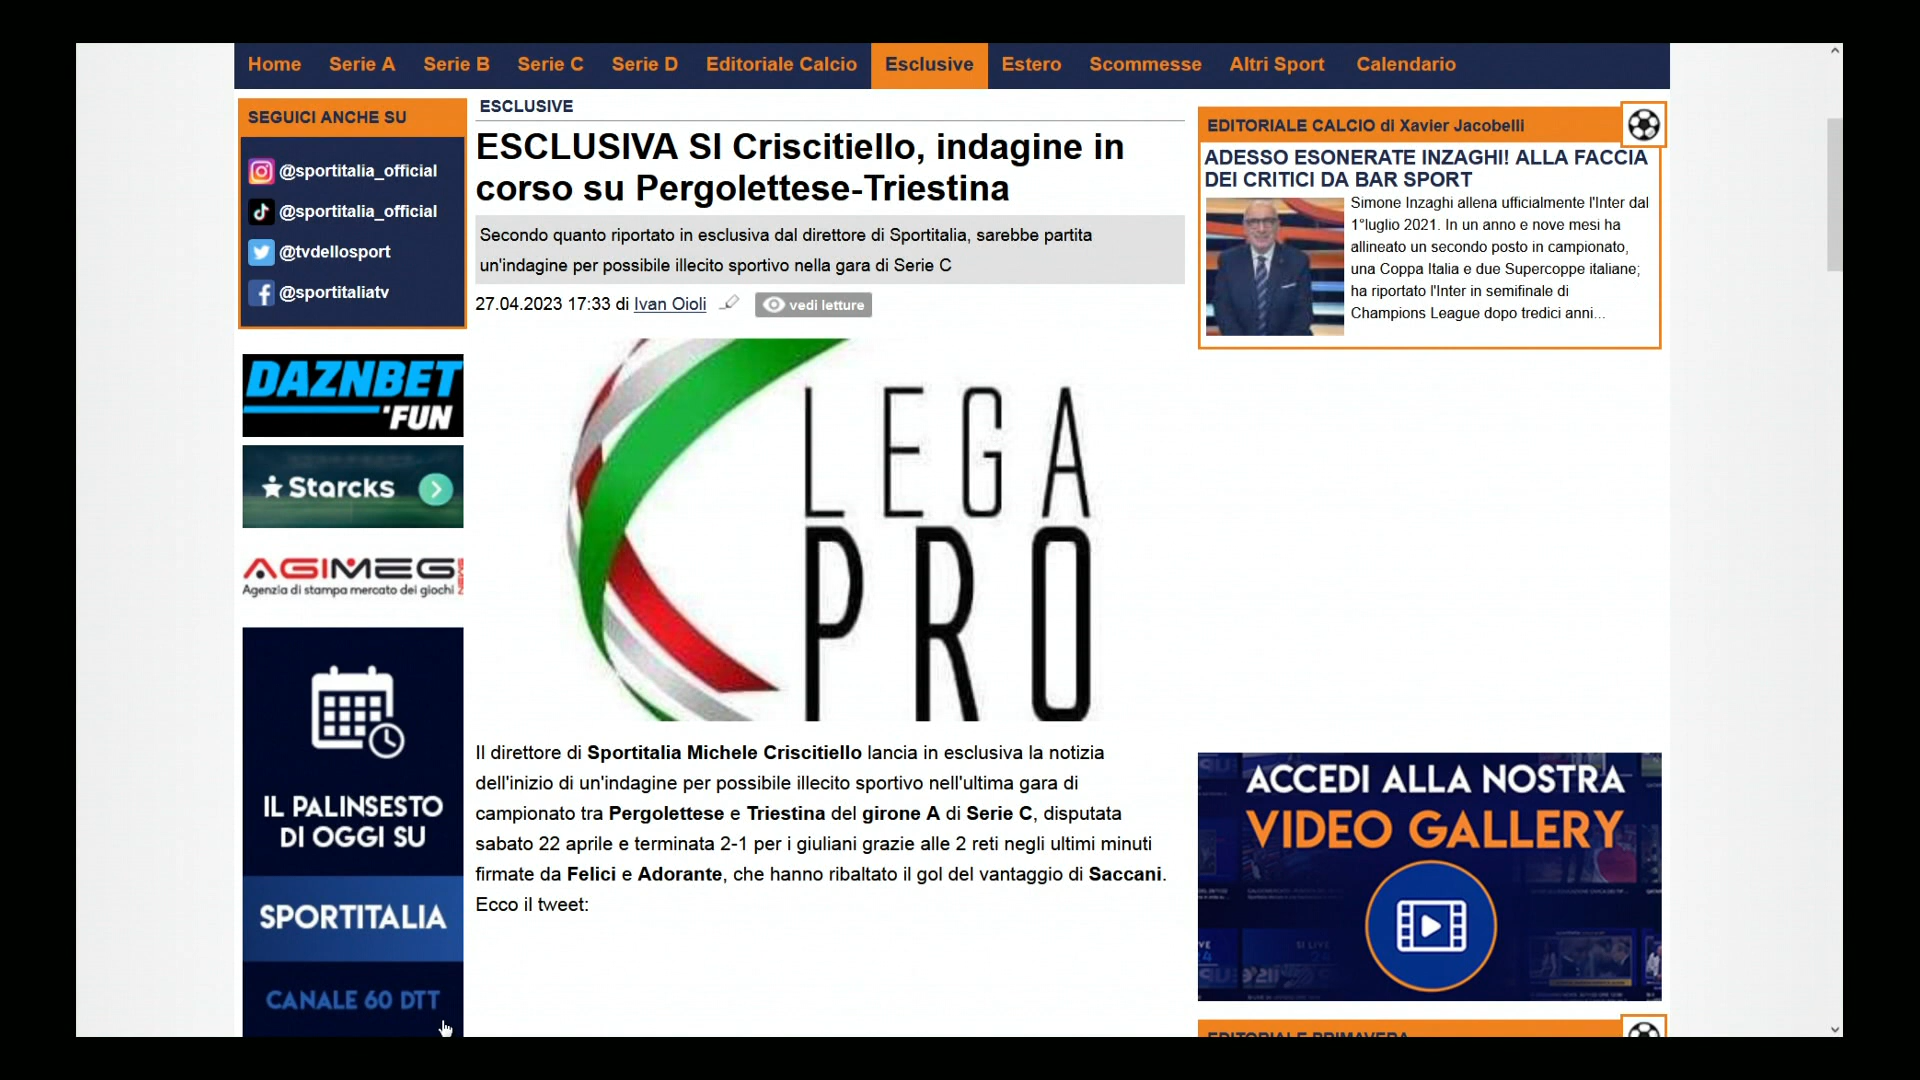 Home Serie A Serie B Serie C Serie D Editoriale Calcio Esclusive Estero Scommesse Altri Sport Calendario
SEGUICI ANCHE SU
@sportitalia_official
@sportitalia_official
@tvdellosport
@sportitaliatv
DAZNBET
'FUN
Starcks
AGIMEG NEWS
Agenzia di stampa mercato dei giochi
IL PALINSESTO
DI OGGI SU
SPORTITALIA
CANALE 60 DTT
ESCLUSIVE
ESCLUSIVA SI Criscitiello, indagine in
corso su Pergolettese-Triestina
Secondo quanto riportato in esclusiva dal direttore di Sportitalia, sarebbe partita
un'indagine per possibile illecito sportivo nella gara di Serie C
27.04.2023 17:33 di Ivan Oioli vedi letture
LEGA
PRO
Il direttore di Sportitalia Michele Criscitiello lancia in esclusiva la notizia
dell'inizio di un'indagine per possibile illecito sportivo nell'ultima gara di
campionato tra Pergolettese e Triestina del girone A di Serie C, disputata
sabato 22 aprile e terminata 2-1 per i giuliani grazie alle 2 reti negli ultimi minuti
firmate da Felici e Adorante, che hanno ribaltato il gol del vantaggio di Saccani.
Ecco il tweet:
EDITORIALE CALCIO di Xavier Jacobelli
ADESSO ESONERATE INZAGHI! ALLA FACCIA
DEI CRITICI DA BAR SPORT
Simone Inzaghi allena ufficialmente l'Inter dal
1°luglio 2021. In un anno e nove mesi ha
allineato un secondo posto in campionato,
una Coppa Italia e due Supercoppe italiane;
ha riportato l'Inter in semifinale di
Champions League dopo tredici anni...
ACCEDI ALLA NOSTRA
VIDEO GALLERY
EDITORIALE PRIMAVERA